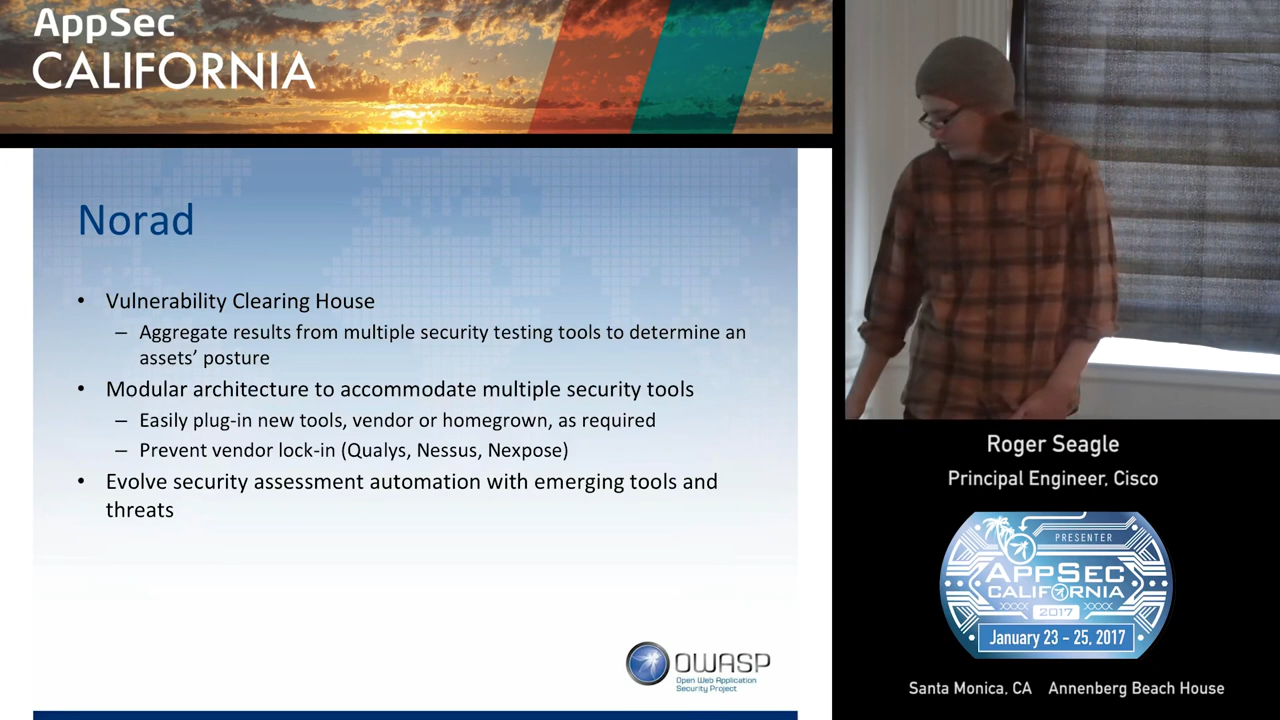 AppSec
CALIFORNIA
Norad
• Vulnerability Clearing House
– Aggregate results from multiple security testing tools to determine an
assets’ posture
• Modular architecture to accommodate multiple security tools
– Easily plug-in new tools, vendor or homegrown, as required
– Prevent vendor lock-in (Qualys, Nessus, Nexpose)
• Evolve security assessment automation with emerging tools and
threats
OWASP
Open Web Application
Security Project
Roger Seagle
Principal Engineer, Cisco
PRESENTER
APPSEC
CALIFORNIA
2017
January 23 - 25, 2017
Santa Monica, CA Annenberg Beach House